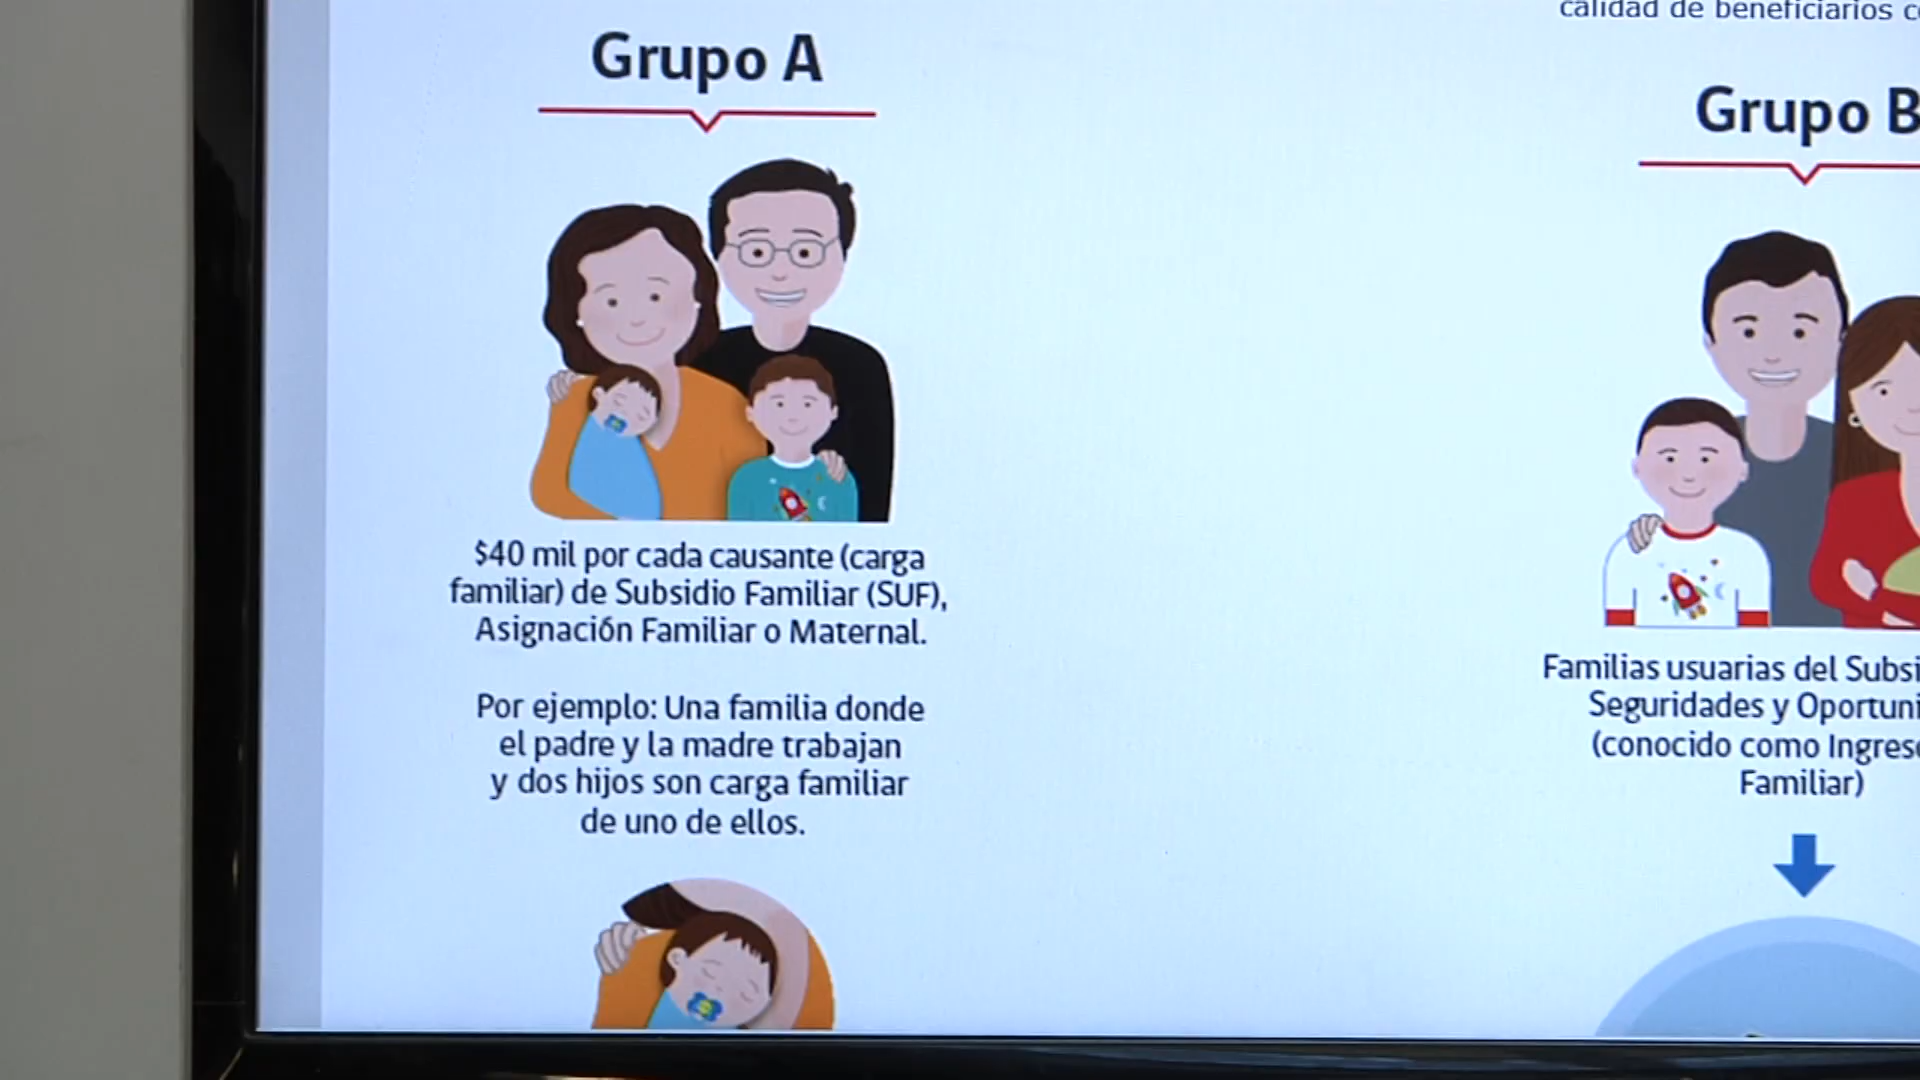 calidad de beneficiarios
Grupo A
Grupo B
$40 mil por cada causante (carga
familiar) de Subsidio Familiar (SUF),
Asignación Familiar o Maternal.
Por ejemplo: Una familia donde
el padre y la madre trabajan
y dos hijos son carga familiar
de uno de ellos.
Familias usuarias del Subsi
Seguridades y Oportuni
(conocido como Ingres
Familiar)